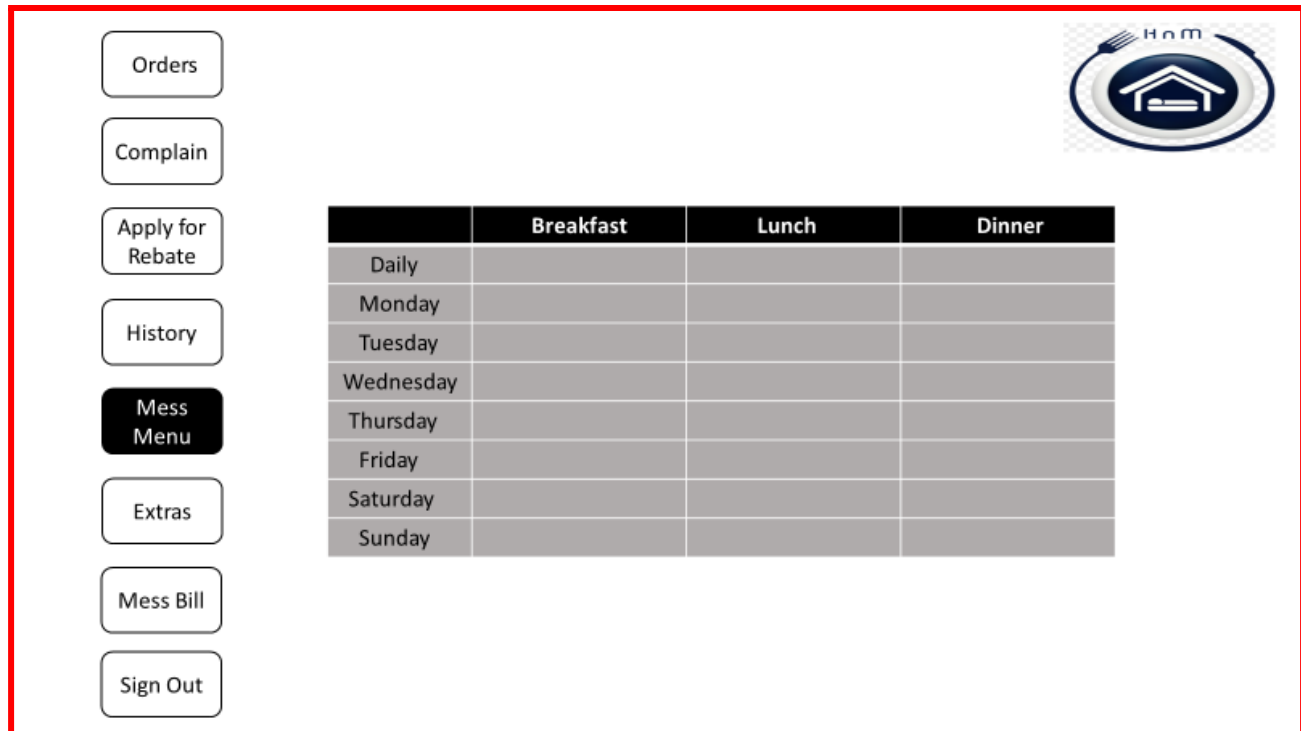 Orders
Complain
Apply for
Rebate
History
Mess
Menu
Extras
Mess Bill
Sign Out
HnM
Breakfast Lunch Dinner
Daily
Monday
Tuesday
Wednesday
Thursday
Friday
Saturday
Sunday